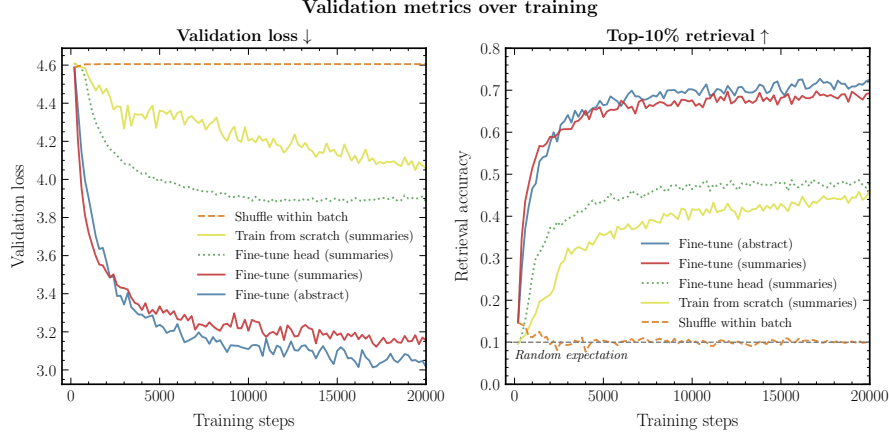 Validation metrics over training
Validation loss ↓
4.6
4.4
4.2
4.0
3.8
3.6
3.4
3.2
3.0
Validation loss
Shuffle within batch
Train from scratch (summaries)
Fine-tune head (summaries)
Fine-tune (summaries)
Fine-tune (abstract)
0
5000
10000
15000
20000
Training steps
Top-10% retrieval ↑
0.8
0.7
0.6
0.5
0.4
0.3
0.2
0.1
0.0
Retrieval accuracy
Fine-tune (abstract)
Fine-tune (summaries)
Fine-tune head (summaries)
Train from scratch (summaries)
Shuffle within batch
Random expectation
0
5000
10000
15000
20000
Training steps